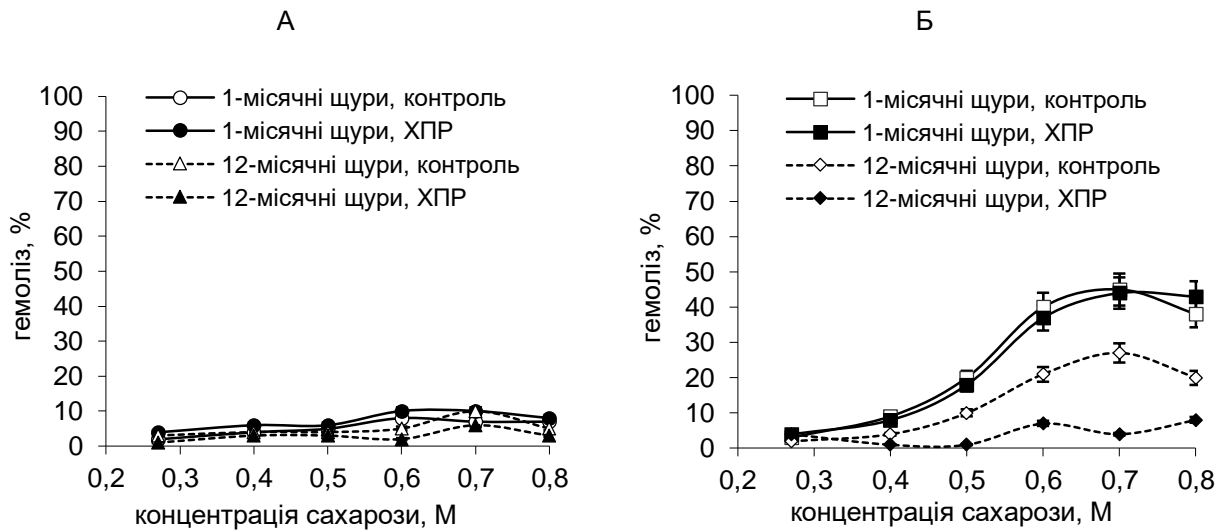 А
100
90
80
70
60
50
40
30
20
10
0
гемоліз, %
1-місячні щури, контроль
1-місячні щури, ХПР
12-місячні щури, контроль
12-місячні щури, ХПР
0,2 0,3 0,4 0,5 0,6 0,7 0,8
концентрація сахарози, М
Б
100
90
80
70
60
50
40
30
20
10
0
гемоліз, %
1-місячні щури, контроль
1-місячні щури, ХПР
12-місячні щури, контроль
12-місячні щури, ХПР
0,2 0,3 0,4 0,5 0,6 0,7 0,8
концентрація сахарози, М